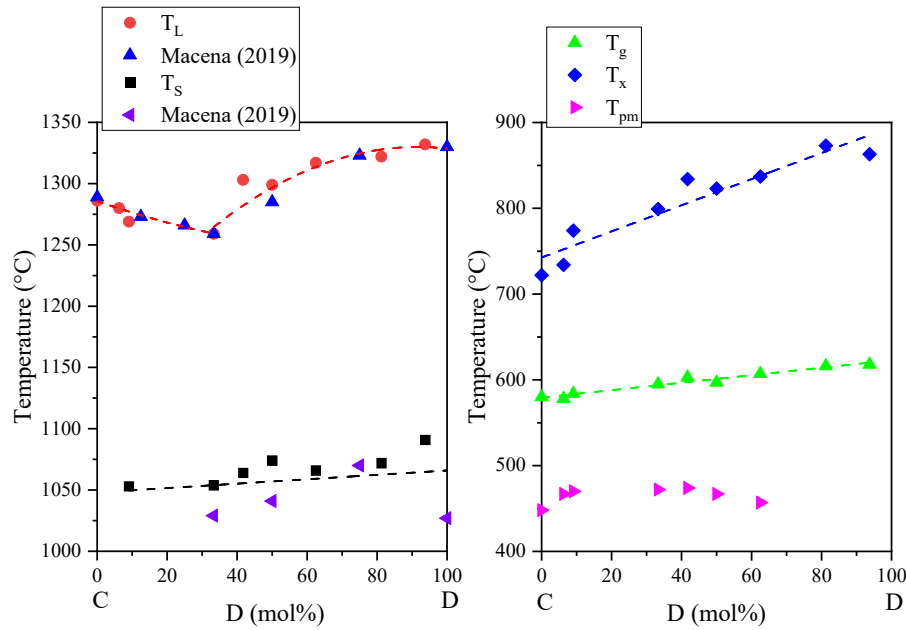 T_L
Macena (2019)
T_S
Macena (2019)
1350
1300
1250
1200
1150
1100
1050
1000
Temperature (°C)
0 20 40 60 80 100
C D
D (mol%)
T_g
T_x
T_pm
900
800
700
600
500
400
Temperature (°C)
0 20 40 60 80 100
C D
D (mol%)